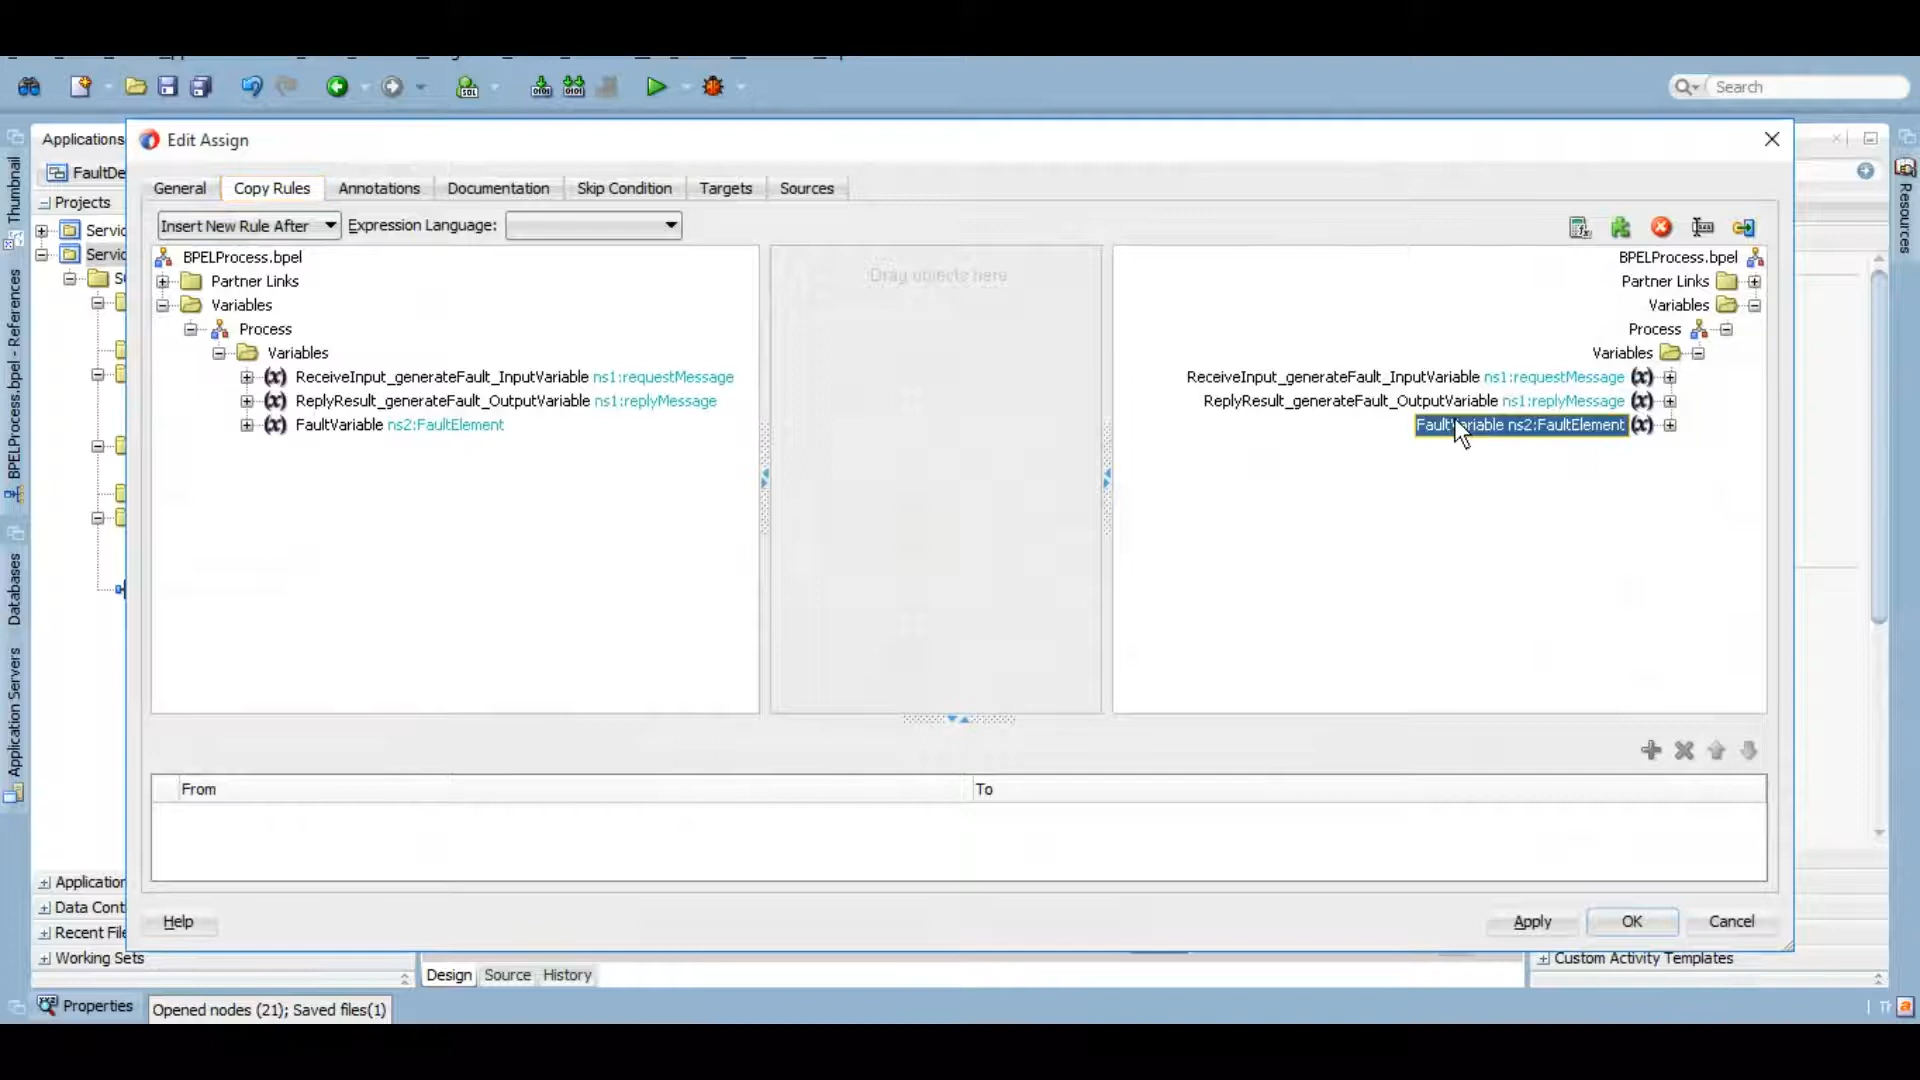 Search
Applications
Edit Assign
FaultDe
Projects
Servic
Servic
S
Thumbnail
BPELProcess.bpel - References
Databases
Application Servers
Resources
General
Copy Rules
Annotations
Documentation
Skip Condition
Targets
Sources
Insert New Rule After
Expression Language:
BPELProcess.bpel
Partner Links
Variables
Process
Variables
ReceiveInput_generateFault_InputVariable ns1:requestMessage
ReplyResult_generateFault_OutputVariable ns1:replyMessage
FaultVariable ns2:FaultElement
Drag objects here
BPELProcess.bpel
Partner Links
Variables
Process
Variables
ReceiveInput_generateFault_InputVariable ns1:requestMessage
ReplyResult_generateFault_OutputVariable ns1:replyMessage
FaultVariable ns2:FaultElement
From
To
Help
Apply
OK
Cancel
Application
Data Cont
Recent File
Working Sets
Design
Source
History
Custom Activity Templates
Properties
Opened nodes (21); Saved files(1)